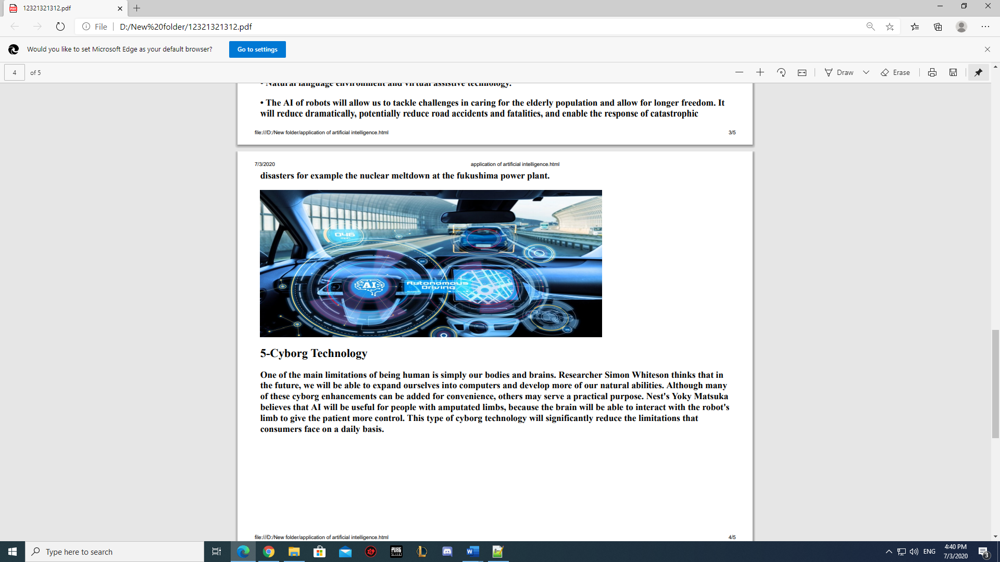 12321321312.pdf
File
D:/New%20folder/12321321312.pdf
Would you like to set Microsoft Edge as your default browser?
Go to settings
4
of 5
Draw
Erase
• Natural language environment and virtual assistive technology.
• The AI of robots will allow us to tackle challenges in caring for the elderly population and allow for longer freedom. It
will reduce dramatically, potentially reduce road accidents and fatalities, and enable the response of catastrophic
file:///D:/New folder/application of artificial intelligence.html
3/5
7/3/2020
application of artificial intelligence.html
disasters for example the nuclear meltdown at the fukushima power plant.
046
mph
AI
Autonomous
Driving
5-Cyborg Technology
One of the main limitations of being human is simply our bodies and brains. Researcher Simon Whiteson thinks that in
the future, we will be able to expand ourselves into computers and develop more of our natural abilities. Although many
of these cyborg enhancements can be added for convenience, others may serve a practical purpose. Nest's Yoky Matsuka
believes that AI will be useful for people with amputated limbs, because the brain will be able to interact with the robot's
limb to give the patient more control. This type of cyborg technology will significantly reduce the limitations that
consumers face on a daily basis.
file:///D:/New folder/application of artificial intelligence.html
4/5
Type here to search
PUBG
ENG
4:40 PM
7/3/2020
3